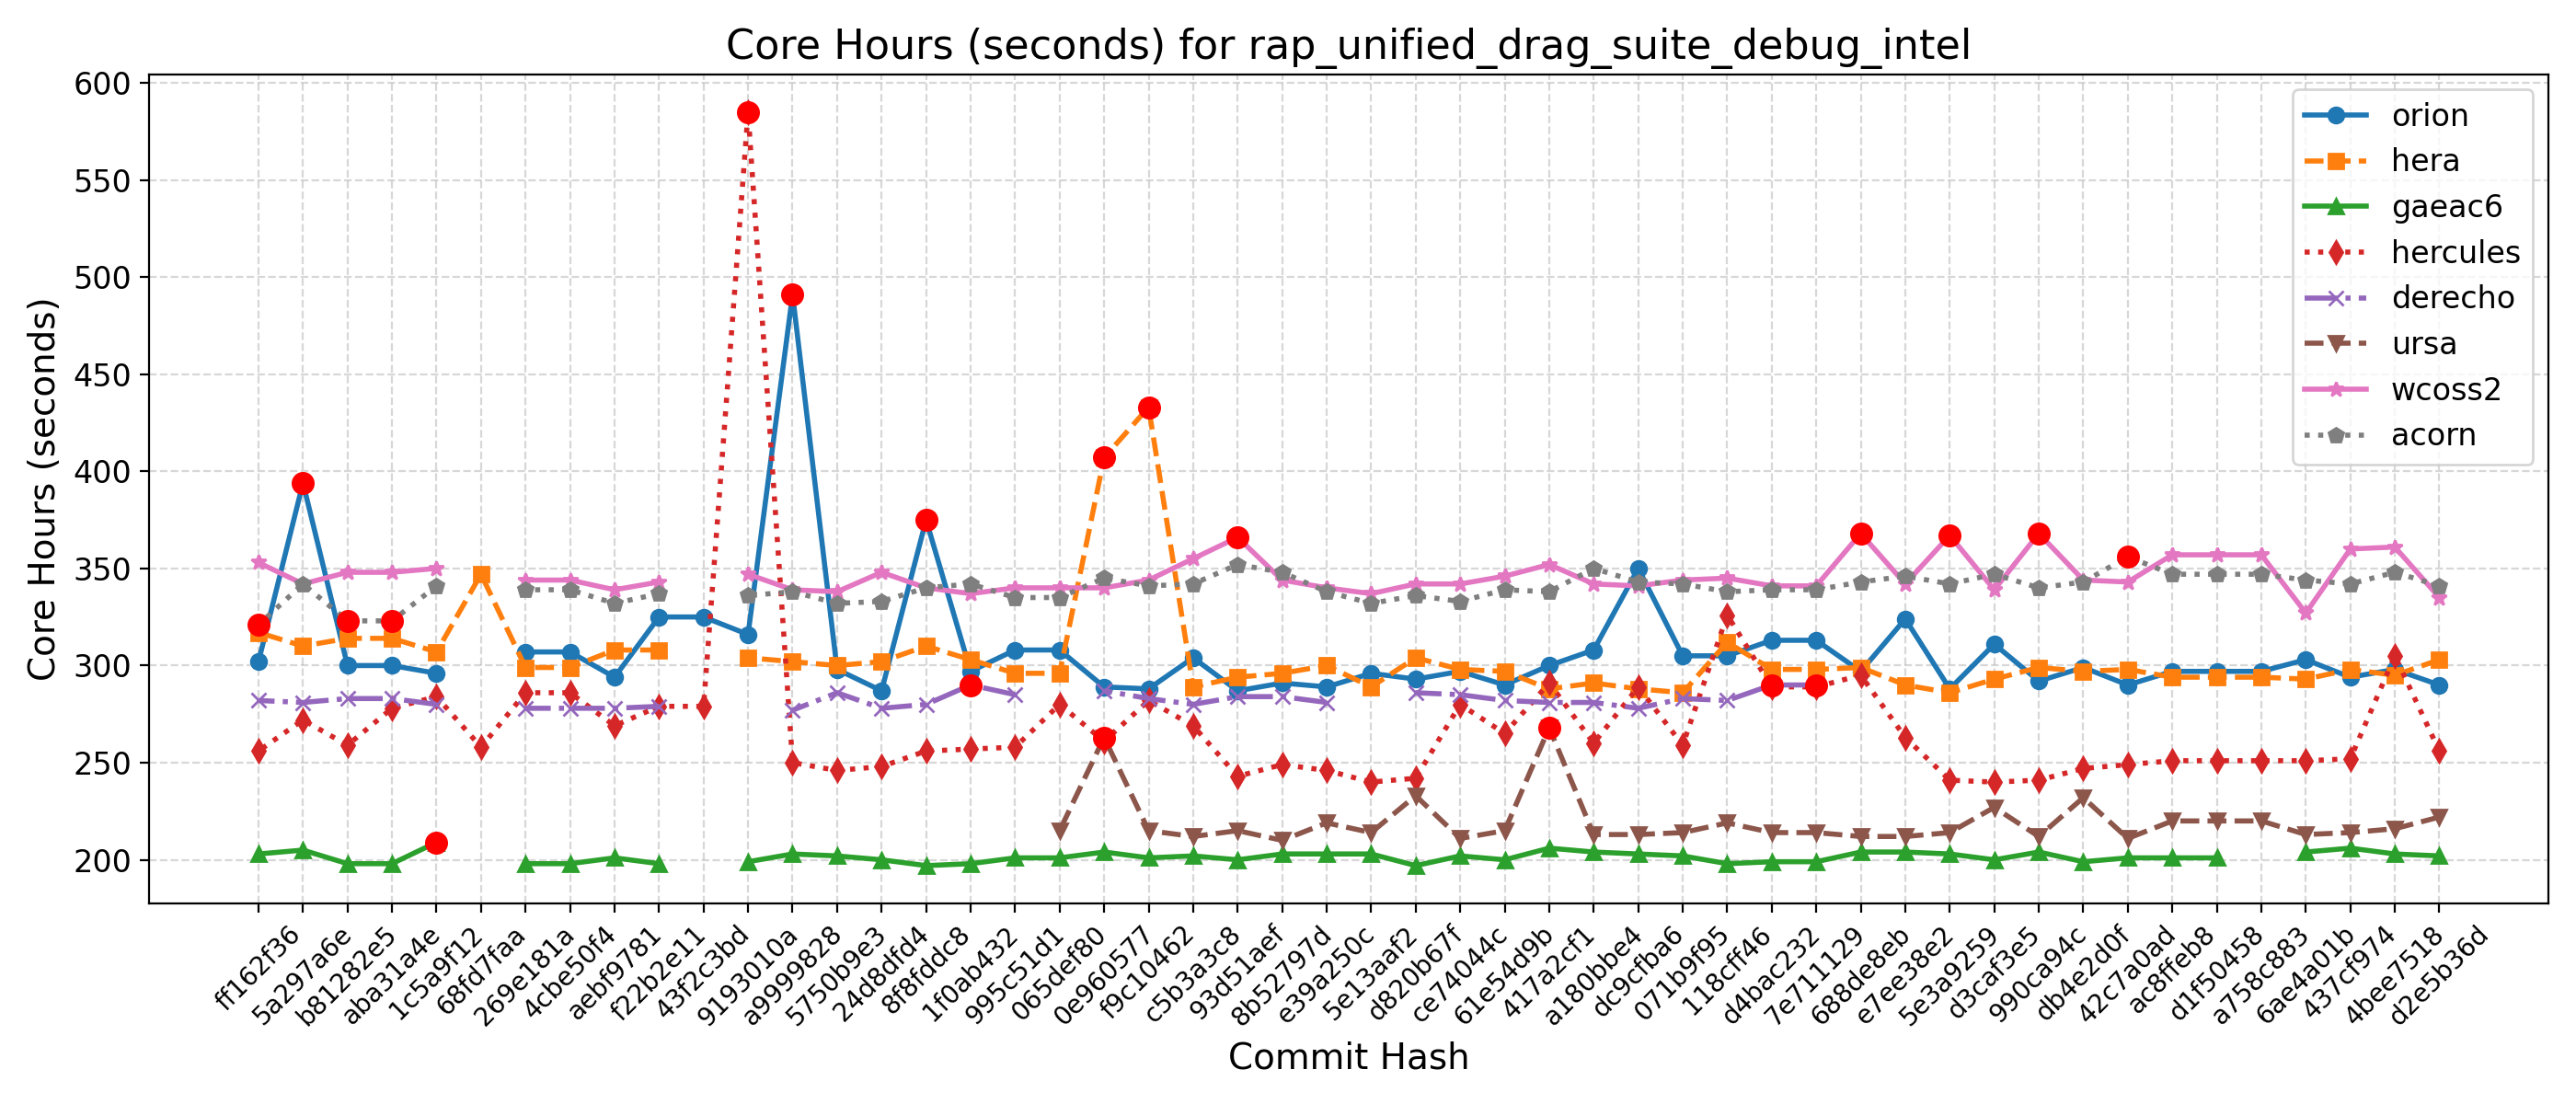 Core Hours (seconds) for rap_unified_drag_suite_debug_intel
Core Hours (seconds)
600
550
500
450
400
350
300
250
200
orion
hera
gaeac6
hercules
derecho
ursa
wcoss2
acorn
ff162f36
5a297a6e
b81282e5
aba31a4e
1c5a9f12
68fd7faa
269e181a
4cbe50f4
aebf9781
f22b2e11
43f2c3bd
9193010a
a9999828
5750b9e3
24d8dfd4
8f8fddc8
1f0ab432
995c51d1
065def80
0e960577
f9c10462
c5b3a3c8
93d51aef
8b52797d
e39a250c
5e13aaf2
d820b67f
ce74044c
61e54d9b
417a2cf1
a180bbe4
dc9cfba6
071b9f95
118cff46
d4bac232
7e711129
688de8eb
e7ee38e2
5e3a9259
d3caf3e5
990ca94c
db4e2d0f
42c7a0ad
ac8ffeb8
d1f50458
a758c883
6ae4a01b
437cf974
4bee7518
d2e5b36d
Commit Hash